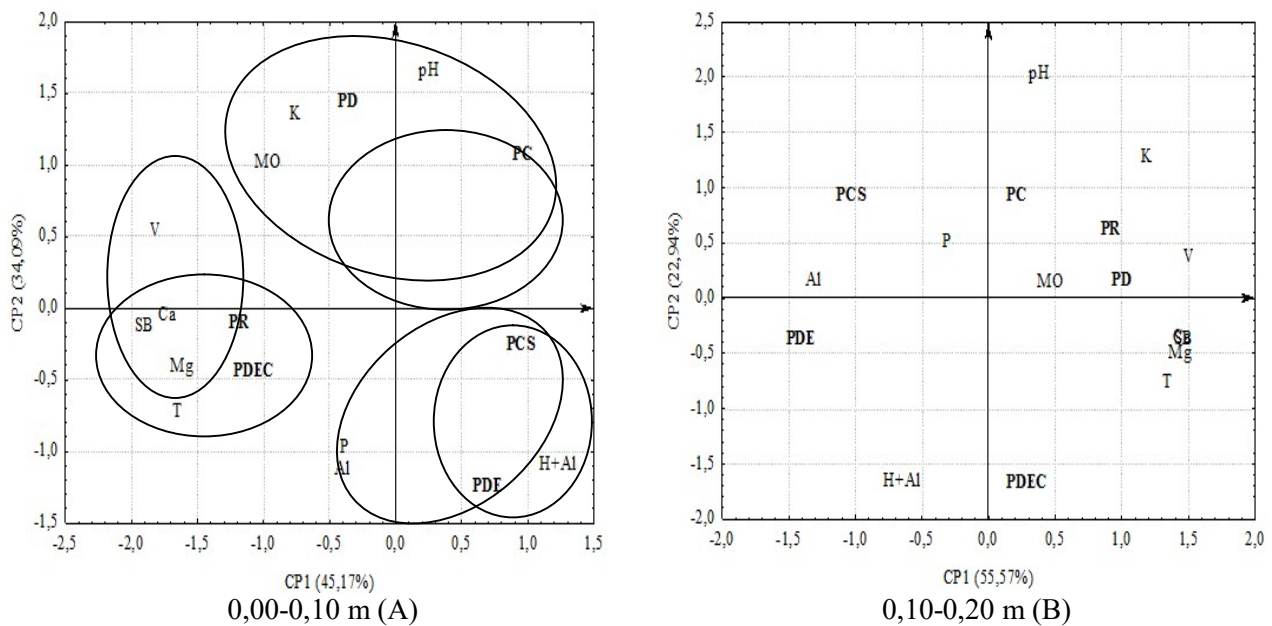 2,0
1,5
1,0
0,5
0,0
-0,5
-1,0
-1,5
-2,5 -2,0 -1,5 -1,0 -0,5 0,0 0,5 1,0 1,5
CP2 (34,09%)
CP1 (45,17%)
pH
PD
K
MO
PC
V
Ca
SB
PR
Mg
PDEC
T
PCS
P
Al
H+Al
PDE
0,00-0,10 m (A)
2,5
2,0
1,5
1,0
0,5
0,0
-0,5
-1,0
-1,5
-2,0
-2,0 -1,5 -1,0 -0,5 0,0 0,5 1,0 1,5 2,0
CP2 (22,94%)
CP1 (55,57%)
pH
K
PCS
PC
PR
P
V
Al
MO
PD
PDE
SB
Mg
T
H+Al
PDEC
0,10-0,20 m (B)